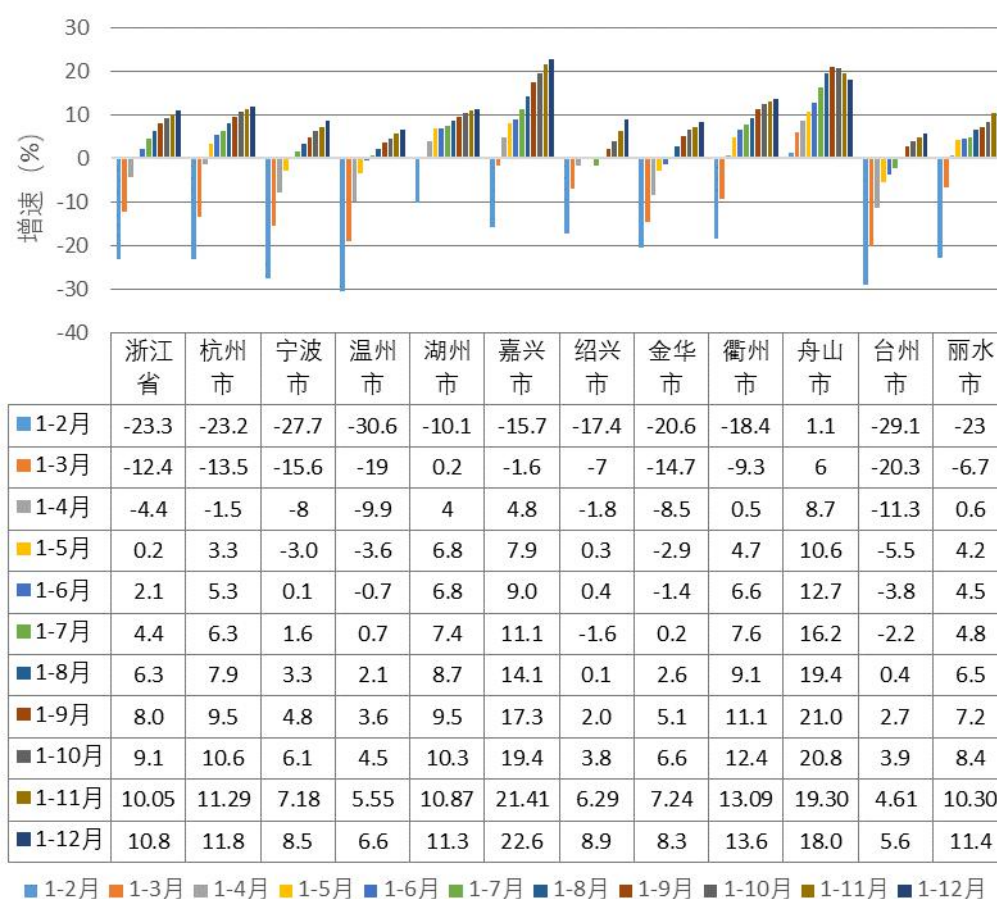 30
20
10
0
-10
-20
-30
-40
增速 (%)
浙江省 杭州市 宁波市 温州市 湖州市 嘉兴市 绍兴市 金华市 衢州市 舟山市 台州市 丽水市
1-2月 -23.3 -23.2 -27.7 -30.6 -10.1 -15.7 -17.4 -20.6 -18.4 1.1 -29.1 -23
1-3月 -12.4 -13.5 -15.6 -19 0.2 -1.6 -7 -14.7 -9.3 6 -20.3 -6.7
1-4月 -4.4 -1.5 -8 -9.9 4 4.8 -1.8 -8.5 0.5 8.7 -11.3 0.6
1-5月 0.2 3.3 -3.0 -3.6 6.8 7.9 0.3 -2.9 4.7 10.6 -5.5 4.2
1-6月 2.1 5.3 0.1 -0.7 6.8 9.0 0.4 -1.4 6.6 12.7 -3.8 4.5
1-7月 4.4 6.3 1.6 0.7 7.4 11.1 -1.6 0.2 7.6 16.2 -2.2 4.8
1-8月 6.3 7.9 3.3 2.1 8.7 14.1 0.1 2.6 9.1 19.4 0.4 6.5
1-9月 8.0 9.5 4.8 3.6 9.5 17.3 2.0 5.1 11.1 21.0 2.7 7.2
1-10月 9.1 10.6 6.1 4.5 10.3 19.4 3.8 6.6 12.4 20.8 3.9 8.4
1-11月 10.05 11.29 7.18 5.55 10.87 21.41 6.29 7.24 13.09 19.30 4.61 10.30
1-12月 10.8 11.8 8.5 6.6 11.3 22.6 8.9 8.3 13.6 18.0 5.6 11.4
1-2月 1-3月 1-4月 1-5月 1-6月 1-7月 1-8月 1-9月 1-10月 1-11月 1-12月